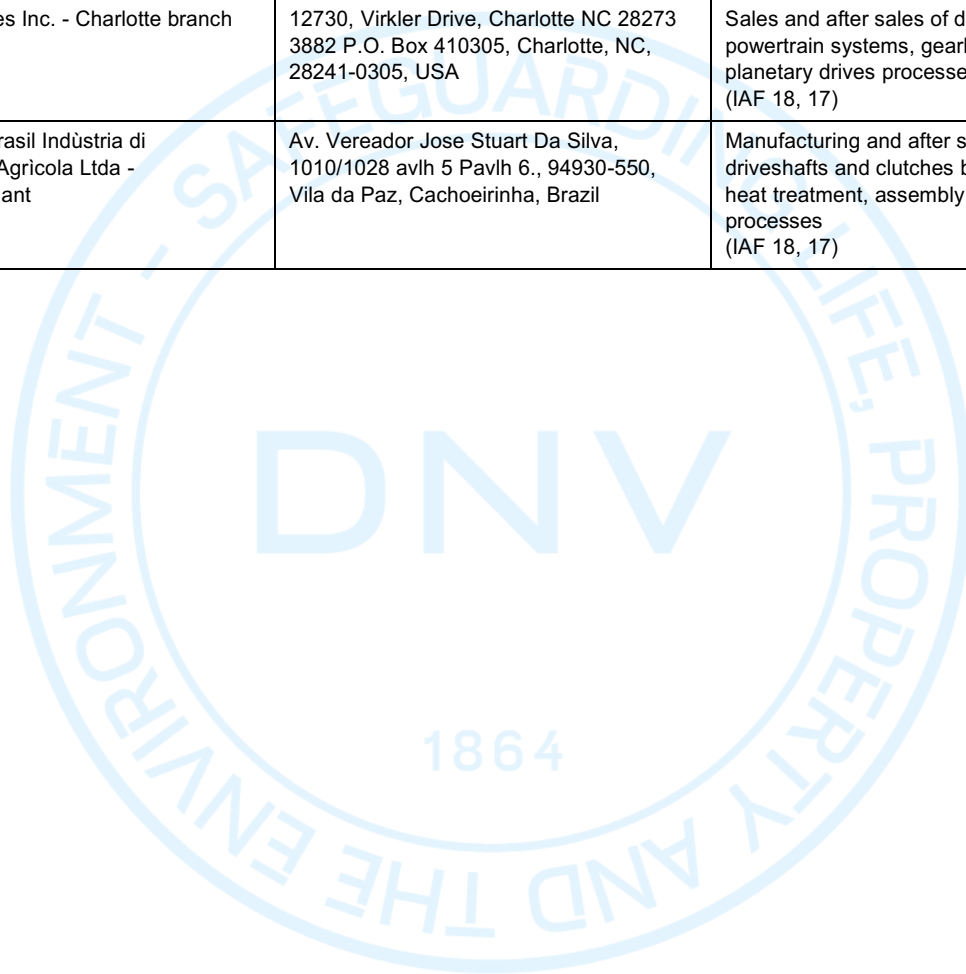 es Inc. - Charlotte branch
12730, Virkler Drive, Charlotte NC 28273
3882 P.O. Box 410305, Charlotte, NC,
28241-0305, USA
Sales and after sales of d
powertrain systems, gearl
planetary drives processe
(IAF 18, 17)
rasil Indùstria di
Agrìcola Ltda -
ant
Av. Vereador Jose Stuart Da Silva,
1010/1028 avlh 5 Pavlh 6., 94930-550,
Vila da Paz, Cachoeirinha, Brazil
Manufacturing and after s
driveshafts and clutches b
heat treatment, assembly
processes
(IAF 18, 17)
SAFEGUARDING LIFE, PROPERTY AND THE ENVIRONMENT -
DNV
1864